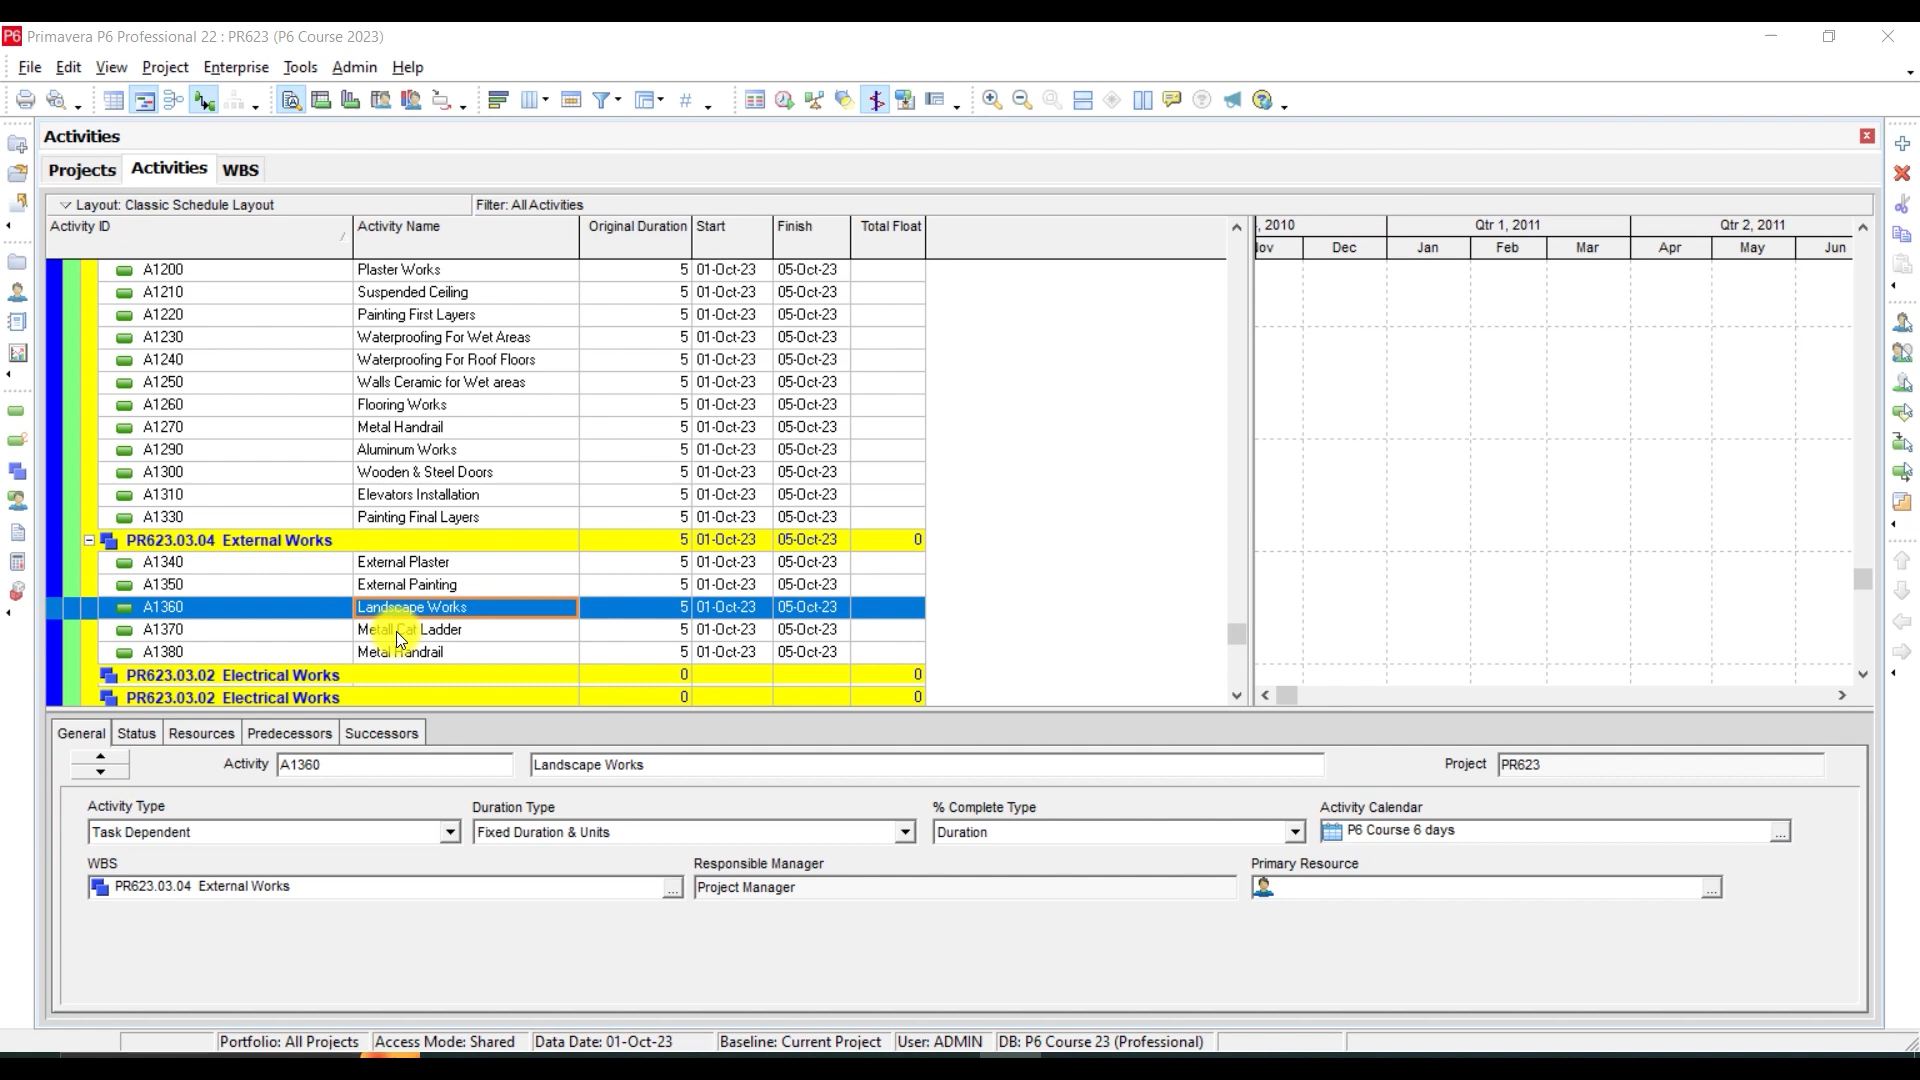 P6 Primavera P6 Professional 22 : PR623 (P6 Course 2023)
File Edit View Project Enterprise Tools Admin Help
Activities
Projects Activities WBS
Layout: Classic Schedule Layout Filter: All Activities
Activity ID Activity Name Original Duration Start Finish Total Float
, 2010 Qtr 1, 2011 Qtr 2, 2011
Nov Dec Jan Feb Mar Apr May Jun
A1200 Plaster Works 5 01-Oct-23 05-Oct-23
A1210 Suspended Ceiling 5 01-Oct-23 05-Oct-23
A1220 Painting First Layers 5 01-Oct-23 05-Oct-23
A1230 Waterproofing For Wet Areas 5 01-Oct-23 05-Oct-23
A1240 Waterproofing For Roof Floors 5 01-Oct-23 05-Oct-23
A1250 Walls Ceramic for Wet areas 5 01-Oct-23 05-Oct-23
A1260 Flooring Works 5 01-Oct-23 05-Oct-23
A1270 Metal Handrail 5 01-Oct-23 05-Oct-23
A1290 Aluminum Works 5 01-Oct-23 05-Oct-23
A1300 Wooden & Steel Doors 5 01-Oct-23 05-Oct-23
A1310 Elevators Installation 5 01-Oct-23 05-Oct-23
A1330 Painting Final Layers 5 01-Oct-23 05-Oct-23
PR623.03.04 External Works 5 01-Oct-23 05-Oct-23 0
A1340 External Plaster 5 01-Oct-23 05-Oct-23
A1350 External Painting 5 01-Oct-23 05-Oct-23
A1360 Landscape Works 5 01-Oct-23 05-Oct-23
A1370 Metall Cat Ladder 5 01-Oct-23 05-Oct-23
A1380 Metal Handrail 5 01-Oct-23 05-Oct-23
PR623.03.02 Electrical Works 0 0
PR623.03.02 Electrical Works 0 0
General Status Resources Predecessors Successors
Activity A1360 Landscape Works Project PR623
Activity Type Duration Type % Complete Type Activity Calendar
Task Dependent Fixed Duration & Units Duration P6 Course 6 days ...
WBS Responsible Manager Primary Resource
PR623.03.04 External Works ... Project Manager ...
Portfolio: All Projects Access Mode: Shared Data Date: 01-Oct-23 Baseline: Current Project User: ADMIN DB: P6 Course 23 (Professional)